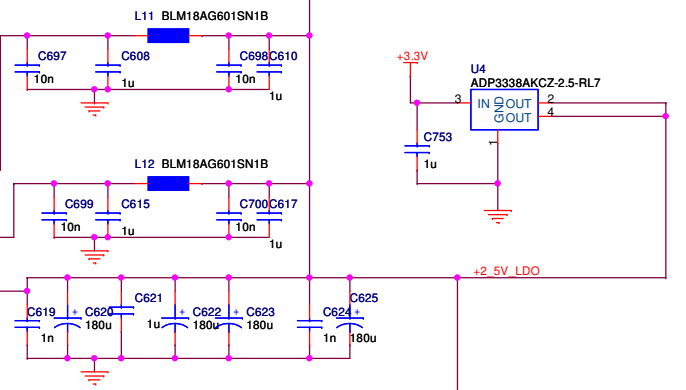 L11 BLM18AG601SN1B
C697
C608
C698
C610
10n
1u
10n
1u
+3.3V
U4
ADP3338AKCZ-2.5-RL7
3
IN
GND
OUT
OUT
2
4
1
C753
1u
L12 BLM18AG601SN1B
C699
C615
C700
C617
10n
1u
10n
1u
+2_5V_LDO
C619
1n
+
C620
180u
C621
1u
+
C622
180u
+
C623
180u
C624
1n
+
C625
180u